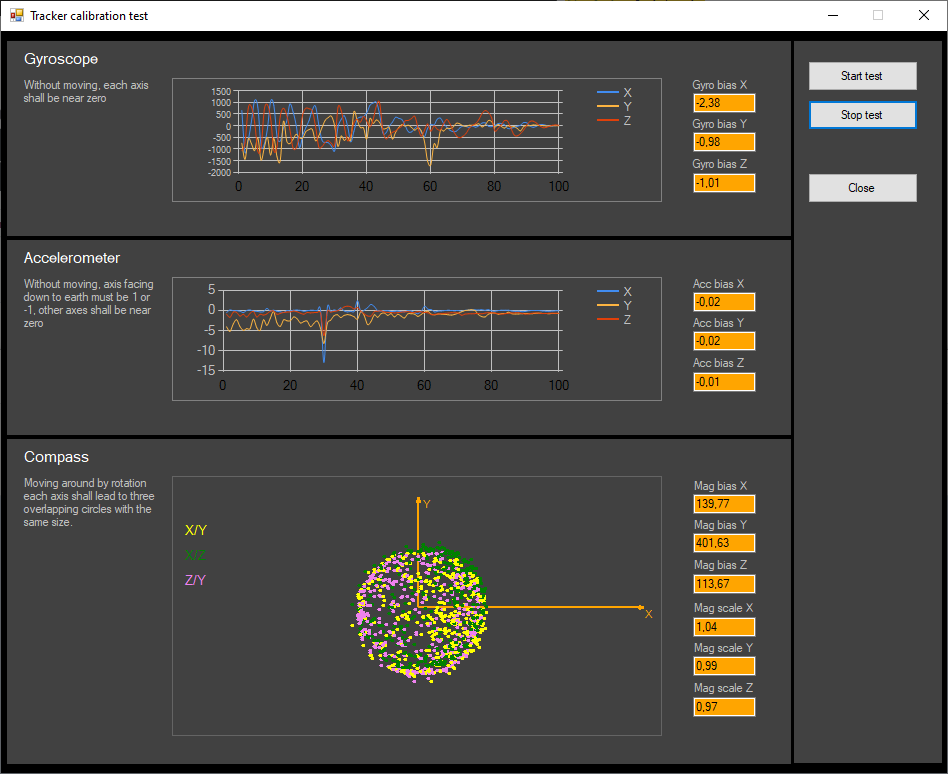 Tracker calibration test
Gyroscope
Without moving, each axis
shall be near zero
1500
1000
500
0
-500
-1000
-1500
-2000
0 20 40 60 80 100
X
Y
Z
Gyro bias X
-2,38
Gyro bias Y
-0,98
Gyro bias Z
-1,01
Start test
Stop test
Close
Accelerometer
Without moving, axis facing
down to earth must be 1 or
-1, other axes shall be near
zero
5
0
-5
-10
-15
0 20 40 60 80 100
X
Y
Z
Acc bias X
-0,02
Acc bias Y
-0,02
Acc bias Z
-0,01
Compass
Moving around by rotation
each axis shall lead to three
overlapping circles with the
same size.
X/Y
X/Z
Z/Y
Y
X
Mag bias X
139,77
Mag bias Y
401,63
Mag bias Z
113,67
Mag scale X
1,04
Mag scale Y
0,99
Mag scale Z
0,97